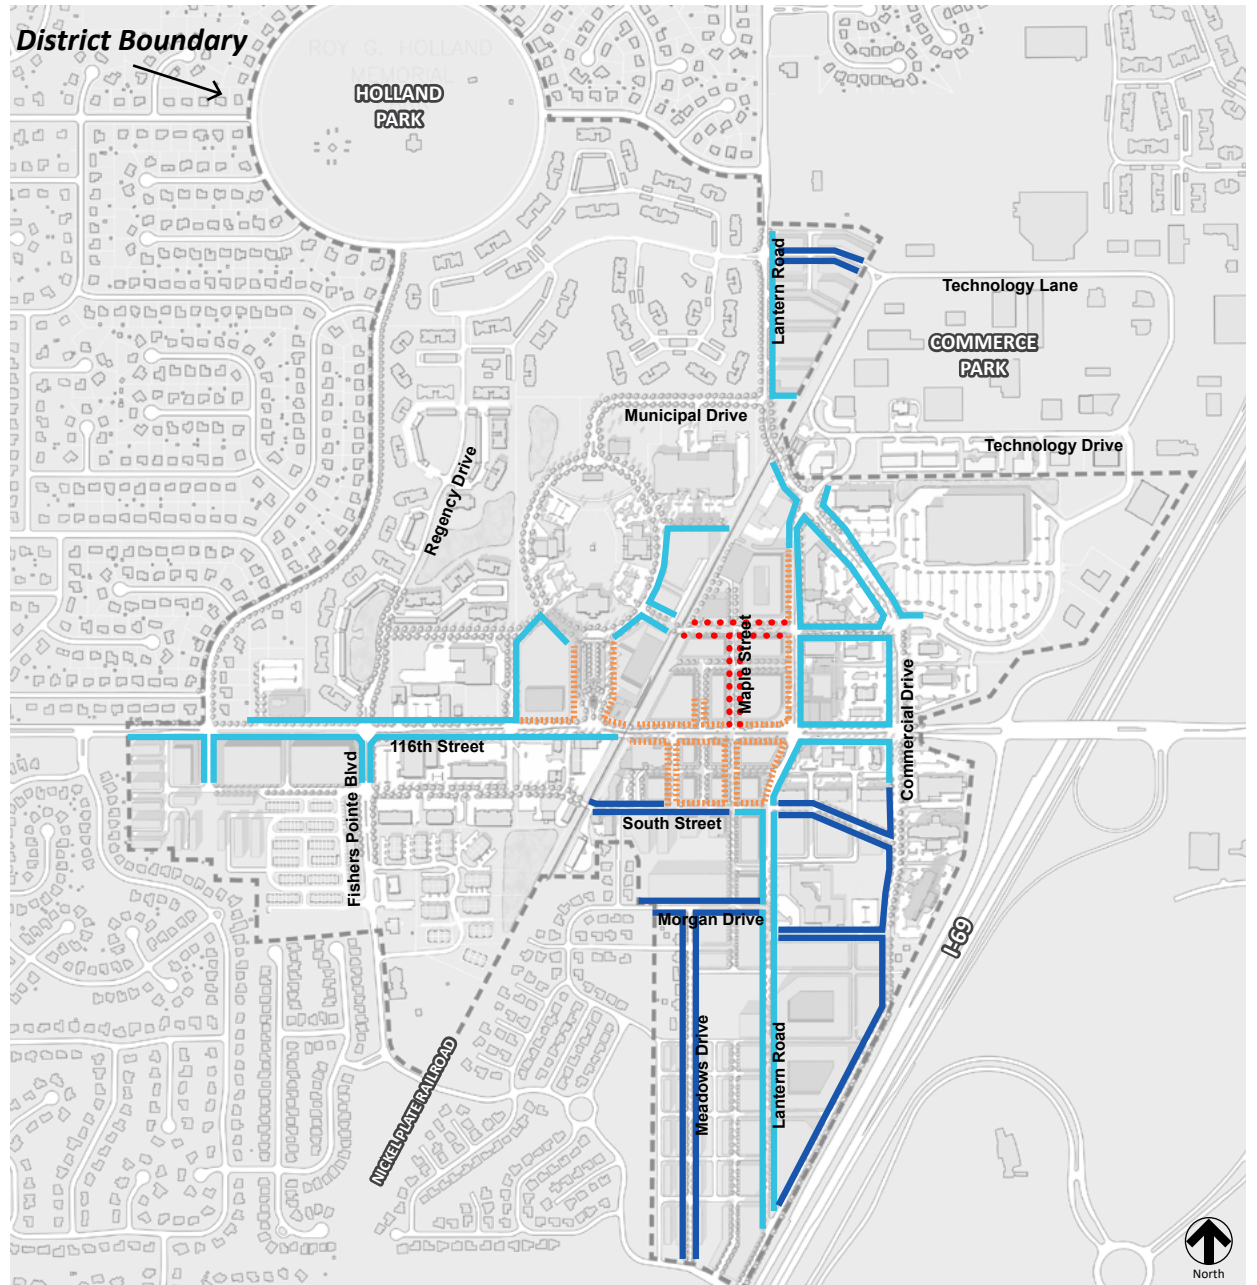 District Boundary
ROY G. HOLLAND
MEMORIAL
HOLLAND
PARK
Lantern Road
Technology Lane
COMMERCE
PARK
Municipal Drive
Technology Drive
Regency Drive
Maple Street
Commercial Drive
116th Street
Fishers Pointe Blvd
South Street
Morgan Drive
I-69
Meadows Drive
Lantern Road
NICKEL PLATE RAILROAD
North